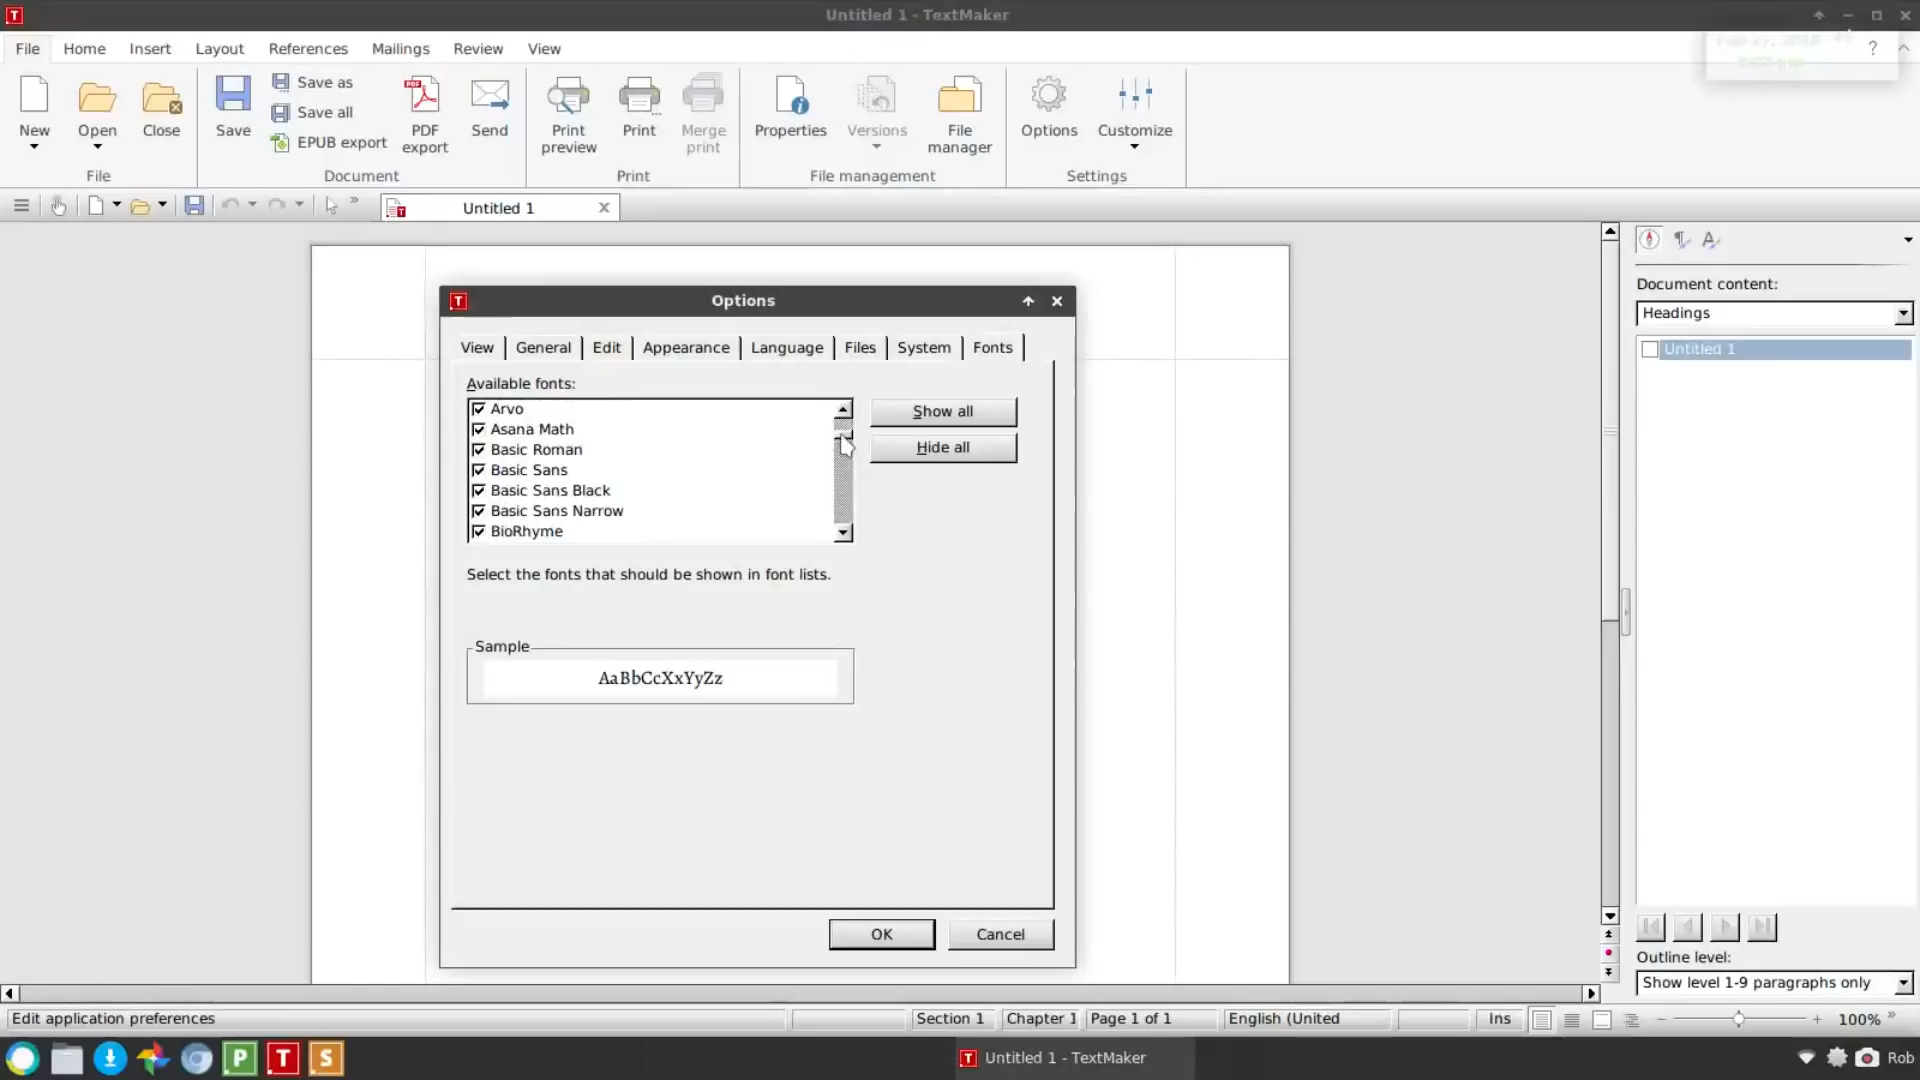 Untitled 1 - TextMaker
File Home Insert Layout References Mailings Review View
?
New
Open
Close
Save
Save as
Save all
EPUB export
PDF export
Send
Print preview
Print
Merge print
Properties
Versions
File manager
Options
Customize
File
Document
Print
File management
Settings
Untitled 1
Options
View General Edit Appearance Language Files System Fonts
Available fonts:
Arvo
Asana Math
Basic Roman
Basic Sans
Basic Sans Black
Basic Sans Narrow
BioRhyme
Show all
Hide all
Select the fonts that should be shown in font lists.
Sample
AaBbCcXxYyZz
OK Cancel
Document content:
Headings
Untitled 1
Outline level:
Show level 1-9 paragraphs only
Edit application preferences Section 1 Chapter 1 Page 1 of 1 English (United Ins 100%
P T S T Untitled 1 - TextMaker Rob